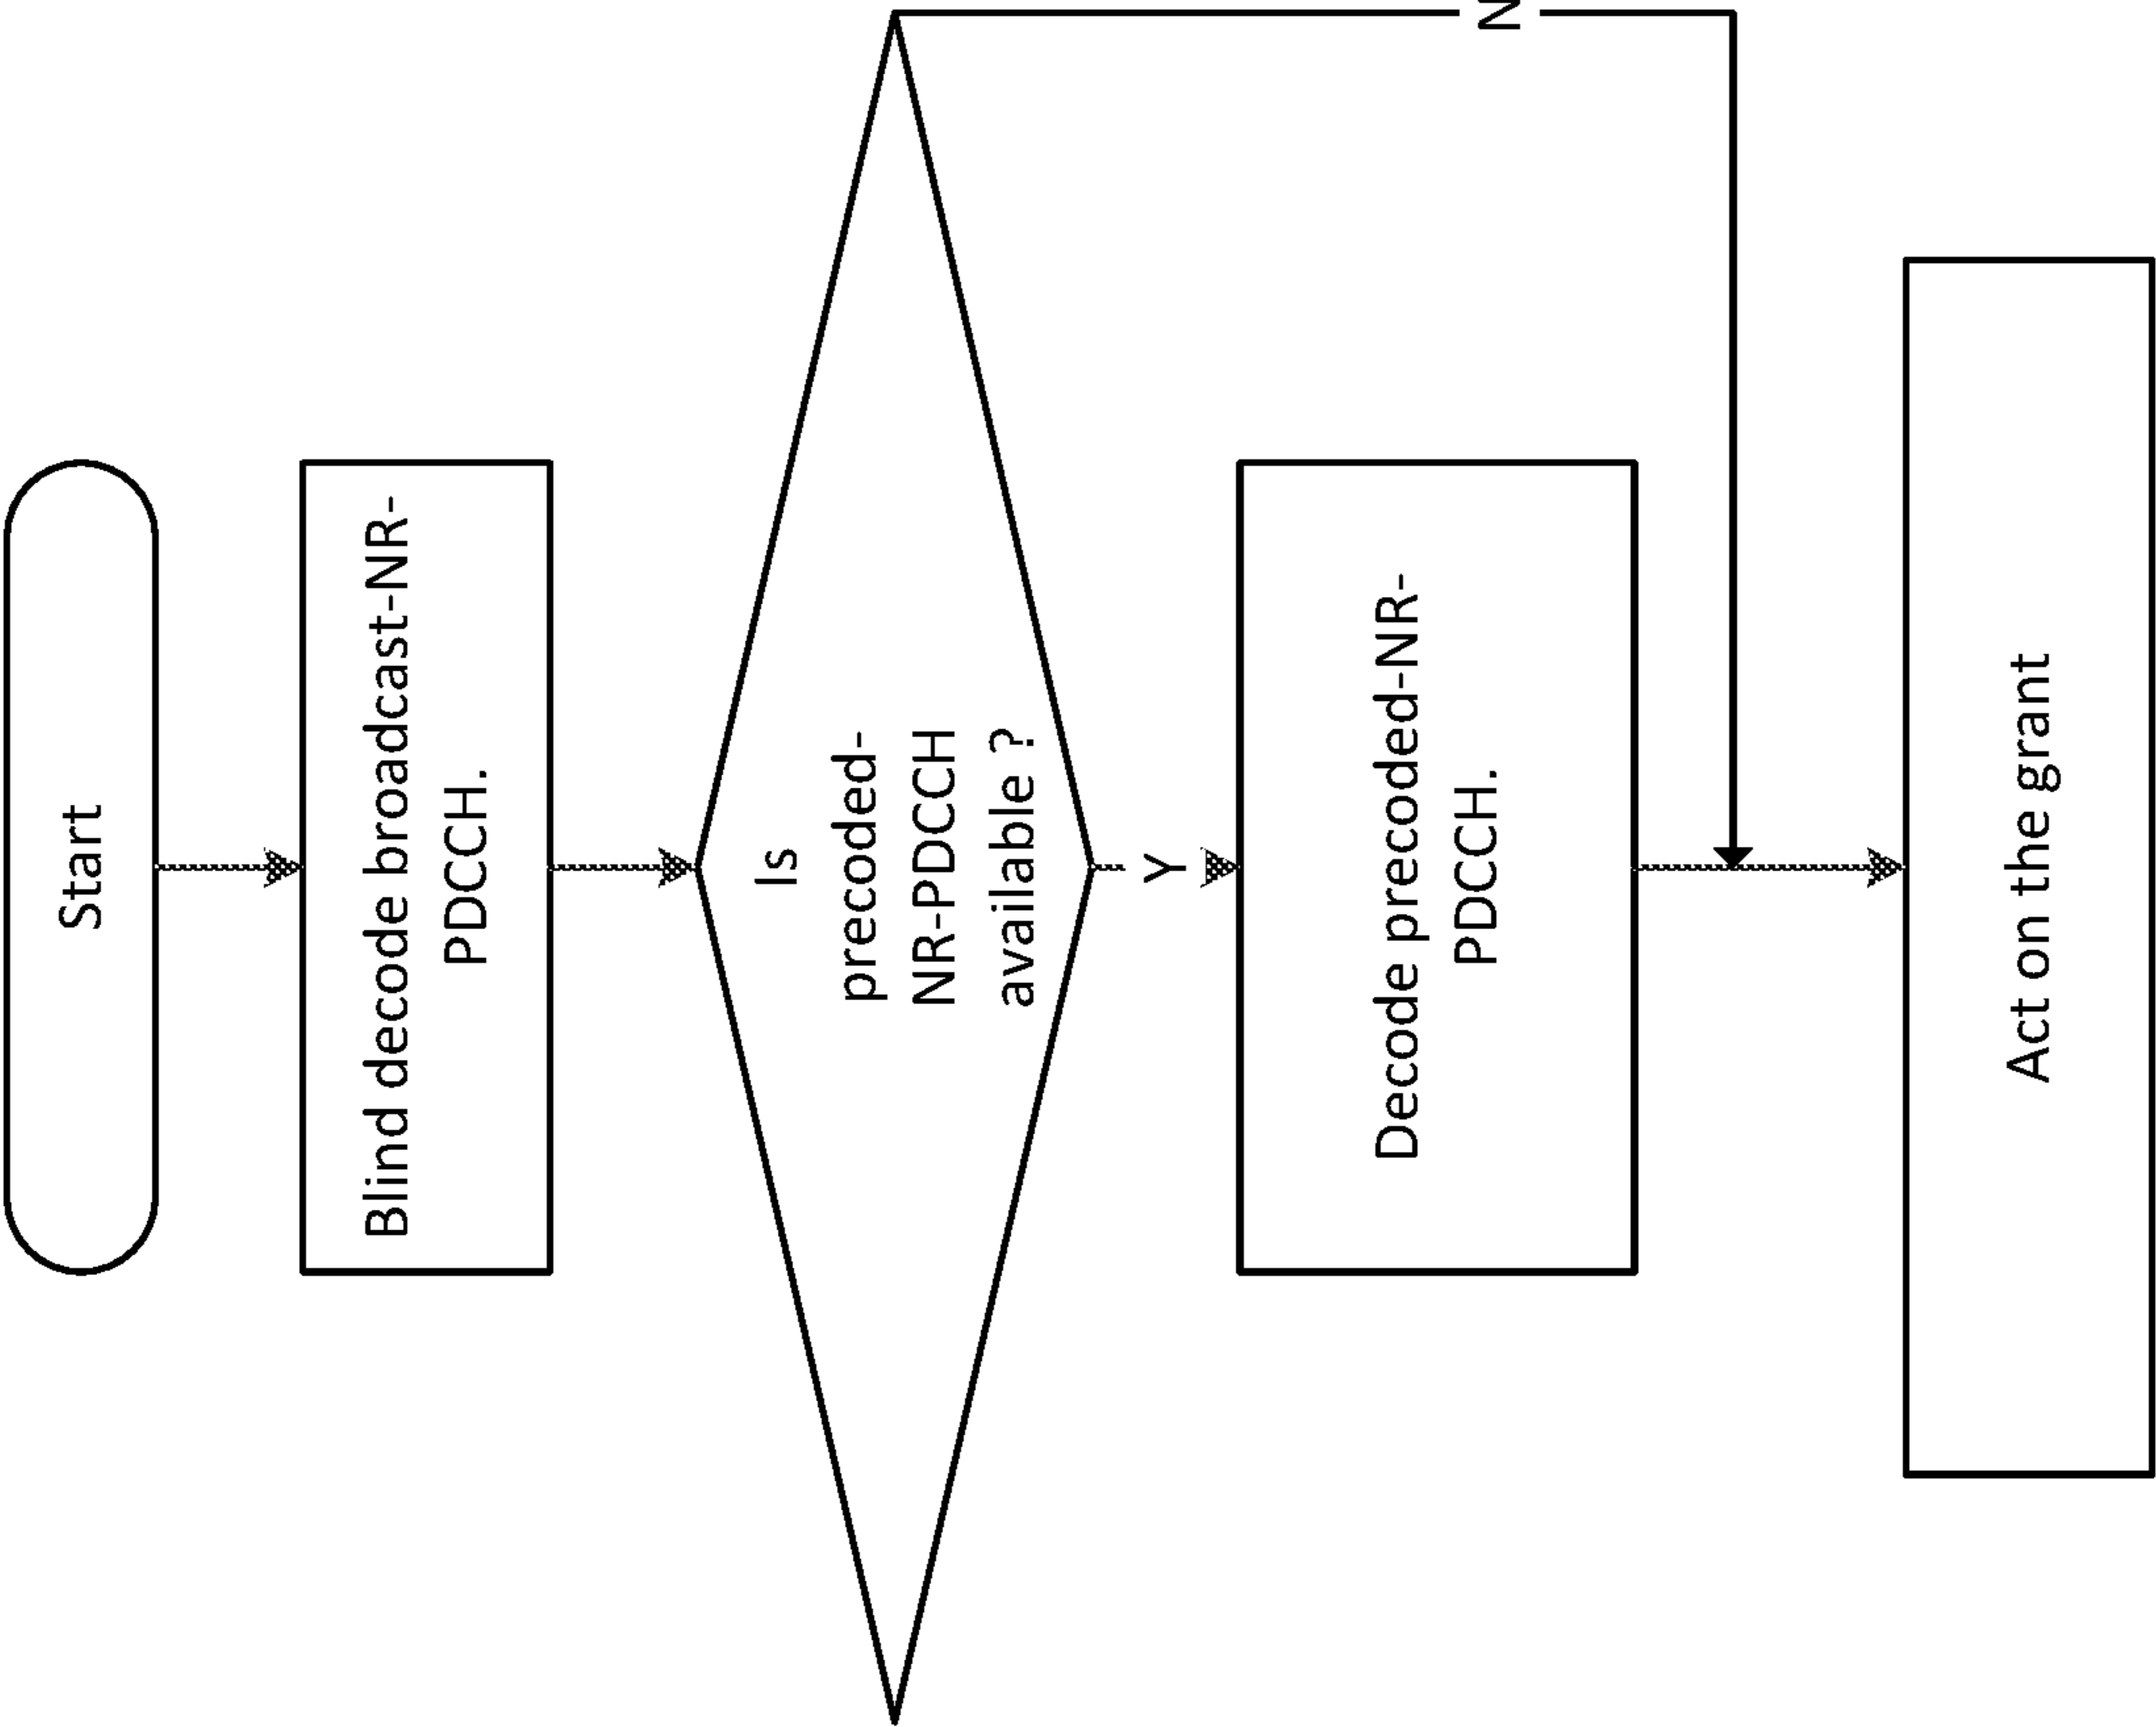 Start
Blind decode broadcast-NR-
PDCCH.
Is
precoded-
NR-PDCCH
available ?
Y
N
Decode precoded-NR-
PDCCH.
Act on the grant